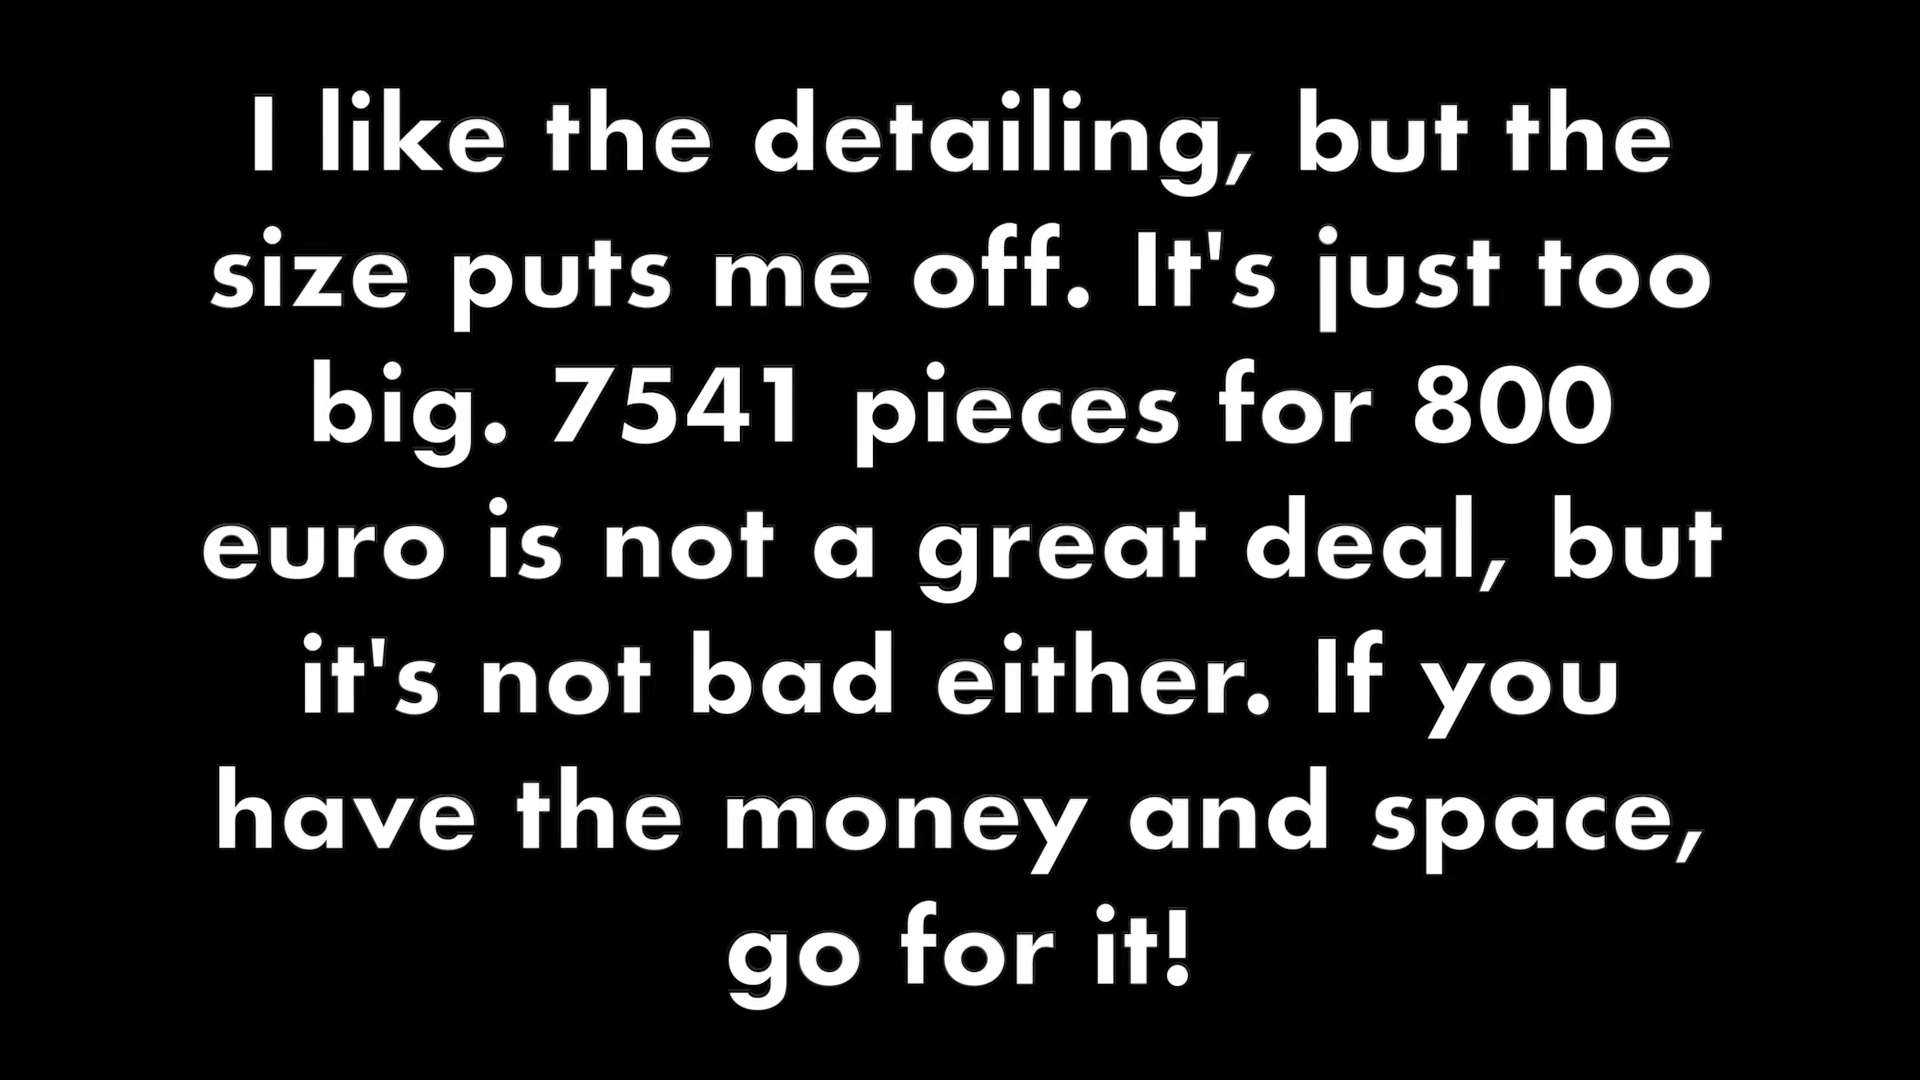 I like the detailing, but the
size puts me off. It's just too
big. 7541 pieces for 800
euro is not a great deal, but
it's not bad either. If you
have the money and space,
go for it!